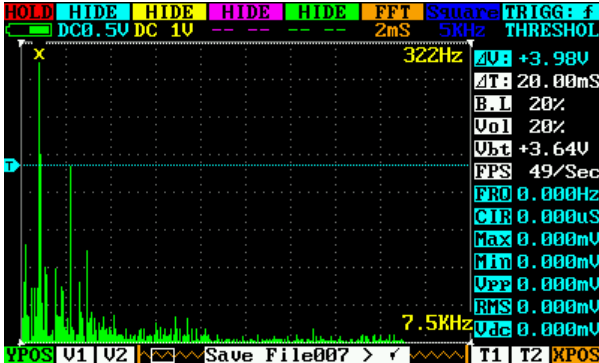 HOLD HIDE HIDE HIDE HIDE FFT Square TRIGG:
DC0.5V DC 1V -- -- -- -- 2mS 5KHz THRESHOL
X 322Hz ⊿V: +3.98V
⊿T: 20.00mS
B.L 20%
Vol 20%
T Vbt +3.64V
FPS 49/Sec
FRQ 0.000Hz
CIR 0.000uS
Max 0.000mV
Min 0.000mV
Vpp 0.000mV
RMS 0.000mV
7.5KHz Vdc 0.000mV
YPOS V1 V2 Save File007 > T1 T2 XPOS